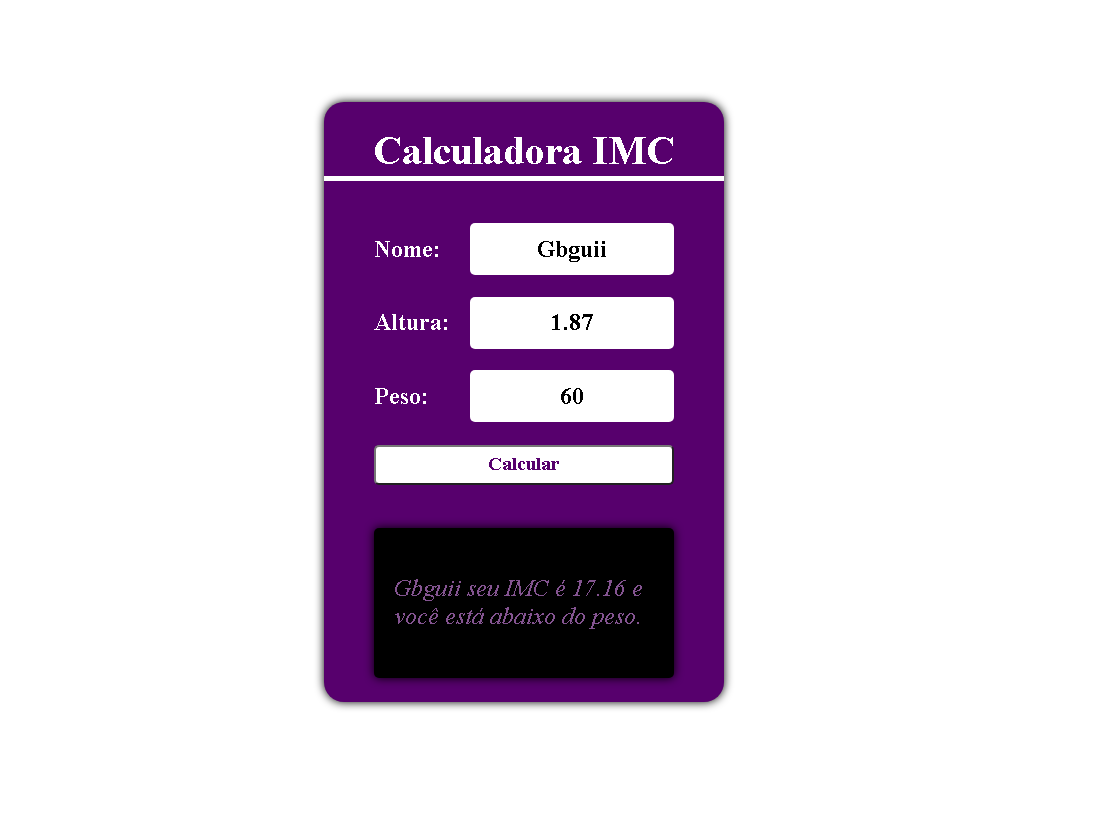 Calculadora IMC
Nome: Gbguii
Altura: 1.87
Peso: 60
Calcular
Gbguii seu IMC é 17.16 e
você está abaixo do peso.